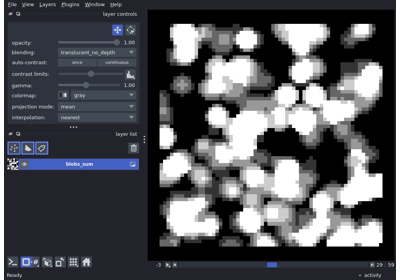 File View Layers Plugins Window Help
layer controls
opacity: 1.00
blending: translucent_no_depth
auto-contrast: once continuous
contrast limits:
gamma: 1.00
colormap: gray
projection mode: mean
interpolation: nearest
layer list
blobs_sum
-3 29 59
Ready activity